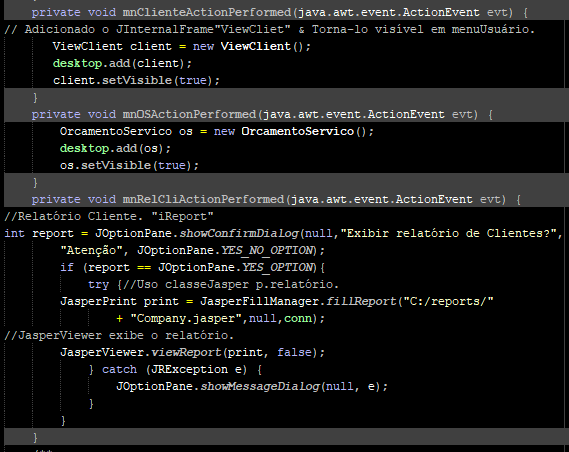 private void mnClienteActionPerformed(java.awt.event.ActionEvent evt) {
// Adicionado o JInternalFrame"ViewCliet" & Torna-lo visível em menuUsuário.
ViewClient client = new ViewClient();
desktop.add(client);
client.setVisible(true);
}
private void mnOSActionPerformed(java.awt.event.ActionEvent evt) {
OrcamentoServico os = new OrcamentoServico();
desktop.add(os);
os.setVisible(true);
}
private void mnRelCliActionPerformed(java.awt.event.ActionEvent evt) {
//Relatório Cliente. "iReport"
int report = JOptionPane.showConfirmDialog(null,"Exibir relatório de Clientes?",
"Atenção", JOptionPane.YES_NO_OPTION);
if (report == JOptionPane.YES_OPTION){
try {//Uso classeJasper p.relatório.
JasperPrint print = JasperFillManager.fillReport("C:/reports/"
+ "Company.jasper",null,conn);
//JasperViewer exibe o relatório.
JasperViewer.viewReport(print, false);
} catch (JRException e) {
JOptionPane.showMessageDialog(null, e);
}
}
}
/**